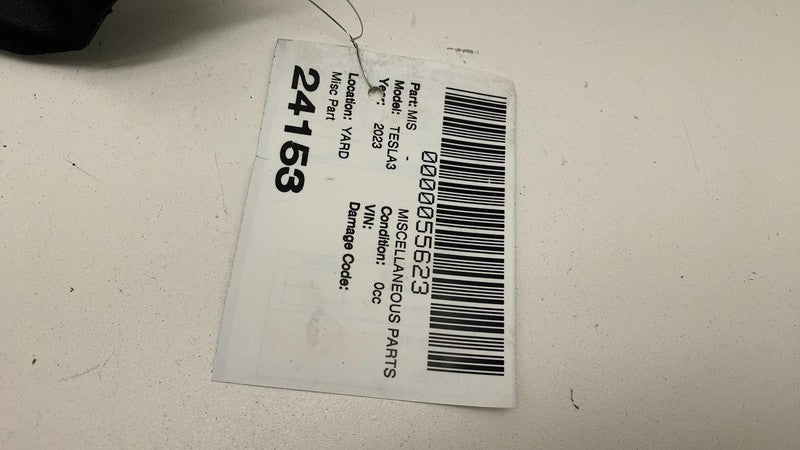 0000055623
Part: MIS - MISCELLANEOUS PARTS
Model: TESLA3 Condition: 0cc
Year: 2023 VIN:
Damage Code:
Location: YARD
Misc Part
24153